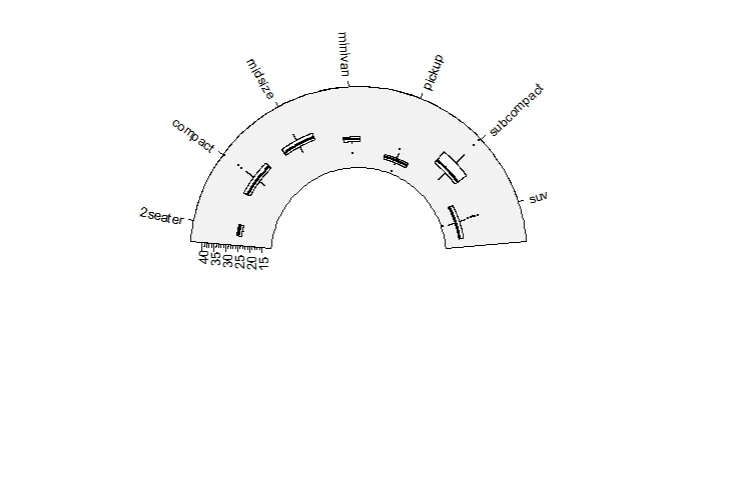 2seater
compact
midsize
minivan
pickup
subcompact
suv
40
35
30
25
20
15